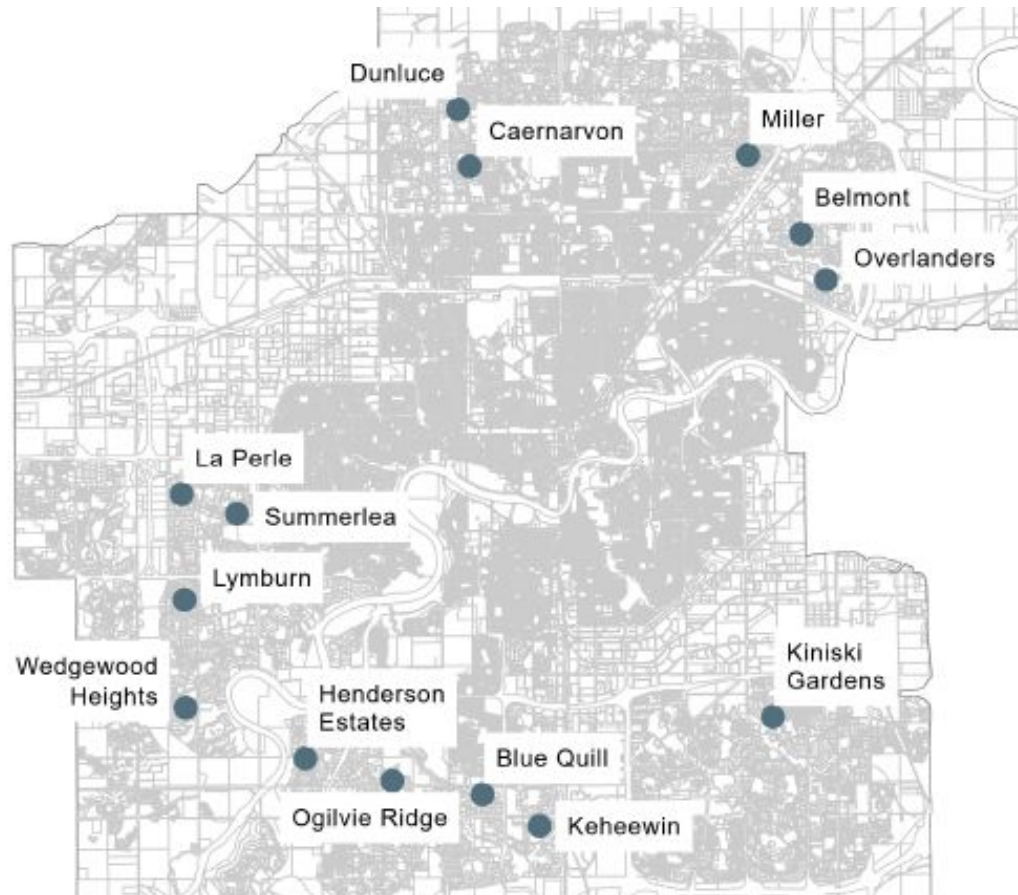 Dunluce
Caernarvon
Miller
Belmont
Overlanders
La Perle
Summerlea
Lymburn
Wedgewood
Heights
Henderson
Estates
Kiniski
Gardens
Blue Quill
Ogilvie Ridge
Keheewin